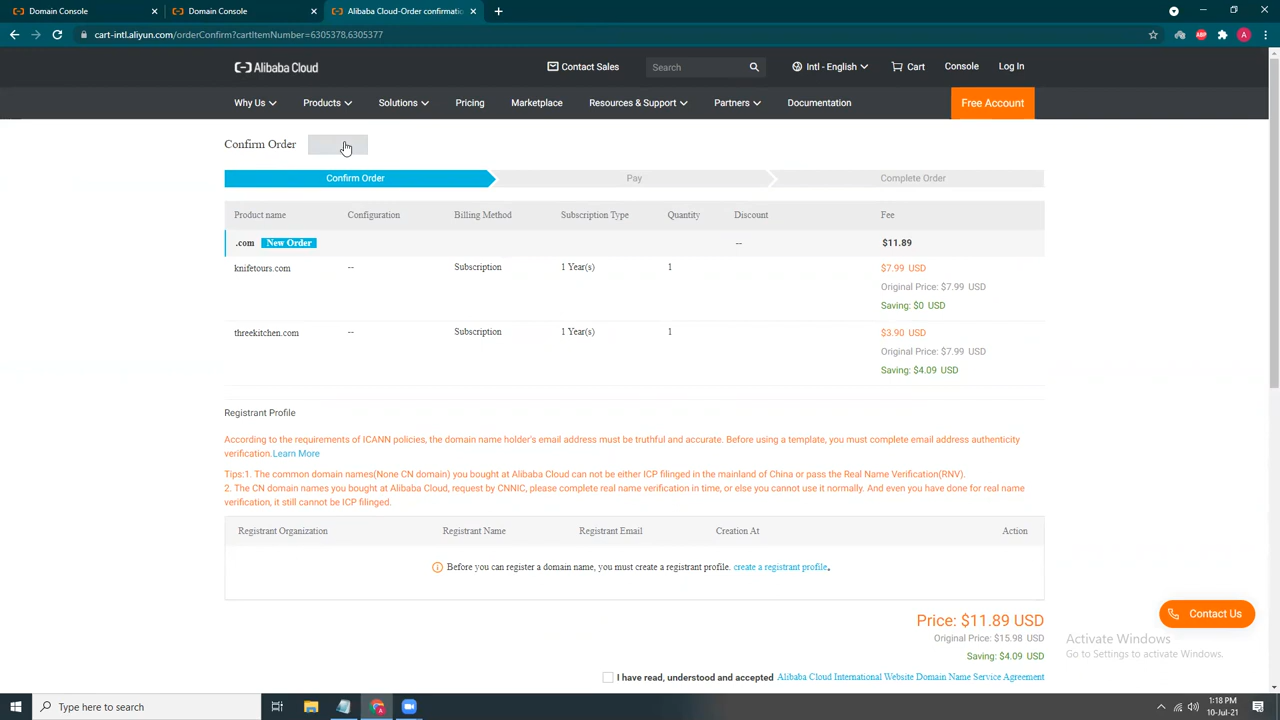 Domain Console
Domain Console
Alibaba Cloud-Order confirmatio
cart-intl.aliyun.com/orderConfirm?cartItemNumber=6305378.6305377
Alibaba Cloud
Contact Sales
Search
Intl - English
Cart
Console
Log In
Why Us
Products
Solutions
Pricing
Marketplace
Resources & Support
Partners
Documentation
Free Account
Confirm Order
Confirm Order
Pay
Complete Order
Product name
Configuration
Billing Method
Subscription Type
Quantity
Discount
Fee
.com New Order
--
$11.89
knifetours.com
--
Subscription
1 Year(s)
1
$7.99 USD
Original Price: $7.99 USD
Saving: $0 USD
threekitchen.com
--
Subscription
1 Year(s)
1
$3.90 USD
Original Price: $7.99 USD
Saving: $4.09 USD
Registrant Profile
According to the requirements of ICANN policies, the domain name holder's email address must be truthful and accurate. Before using a template, you must complete email address authenticity
verification.Learn More
Tips:1. The common domain names(None CN domain) you bought at Alibaba Cloud can not be either ICP filinged in the mainland of China or pass the Real Name Verification(RNV).
2. The CN domain names you bought at Alibaba Cloud, request by CNNIC, please complete real name verification in time, or else you cannot use it normally. And even you have done for real name
verification, it still cannot be ICP filinged.
Registrant Organization
Registrant Name
Registrant Email
Creation At
Action
Before you can register a domain name, you must create a registrant profile. create a registrant profile。
Contact Us
Price: $11.89 USD
Original Price: $15.98 USD
Saving: $4.09 USD
Activate Windows
Go to Settings to activate Windows.
I have read, understood and accepted Alibaba Cloud International Website Domain Name Service Agreement
Type here to search
1:18 PM
10-Jul-21